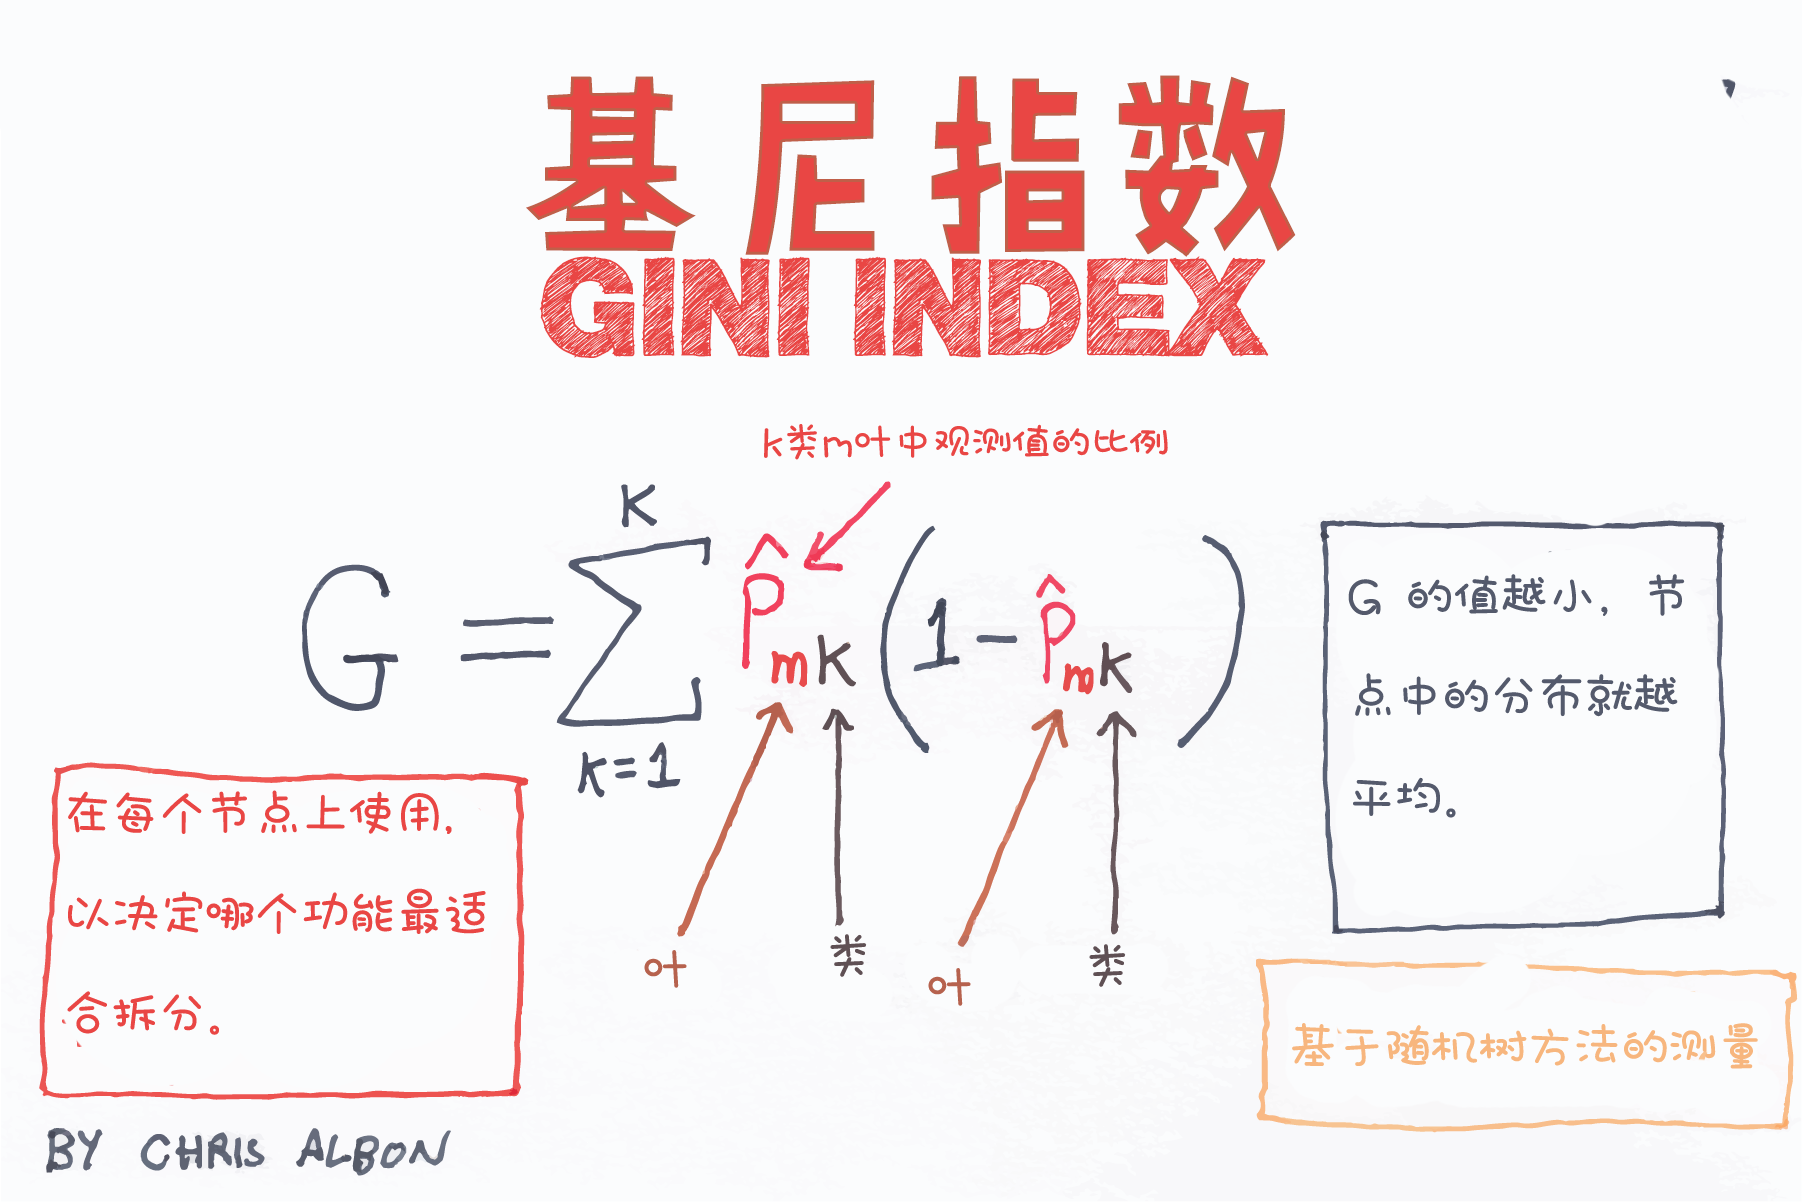 基尼指数
GINI INDEX
k类m叶中观测值的比例
G = \sum_{k=1}^{K} \hat{p}_{mk} (1 - \hat{p}_{mk})
叶
类
叶
类
在每个节点上使用,
以决定哪个功能最适
合拆分。
G 的值越小, 节
点中的分布就越
平均。
基于随机树方法的测量
BY CHRIS ALBON